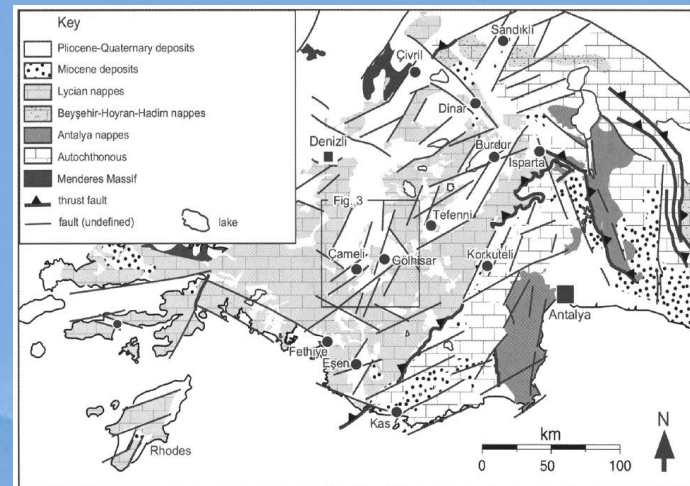 Key
Pliocene-Quaternary deposits
Miocene deposits
Lycian nappes
Beyşehir-Hoyran-Hadim nappes
Antalya nappes
Autochthonous
Menderes Massif
thrust fault
fault (undefined)
lake
Sandıklı
Çivril
Dinar
Denizli
Burdur
Isparta
Fig. 3
Tefenni
Çameli
Gölhisar
Korkuteli
Antalya
Fethiye
Eşen
Kas
Rhodes
km
0 50 100
N